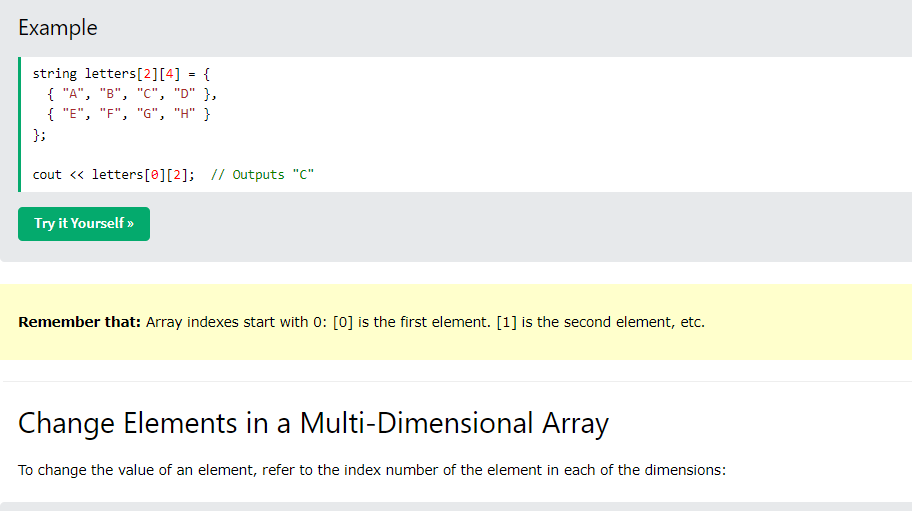 Example
string letters[2][4] = {
  { "A", "B", "C", "D" },
  { "E", "F", "G", "H" }
};
cout << letters[0][2];  // Outputs "C"
Try it Yourself »
Remember that: Array indexes start with 0: [0] is the first element. [1] is the second element, etc.
Change Elements in a Multi-Dimensional Array
To change the value of an element, refer to the index number of the element in each of the dimensions: